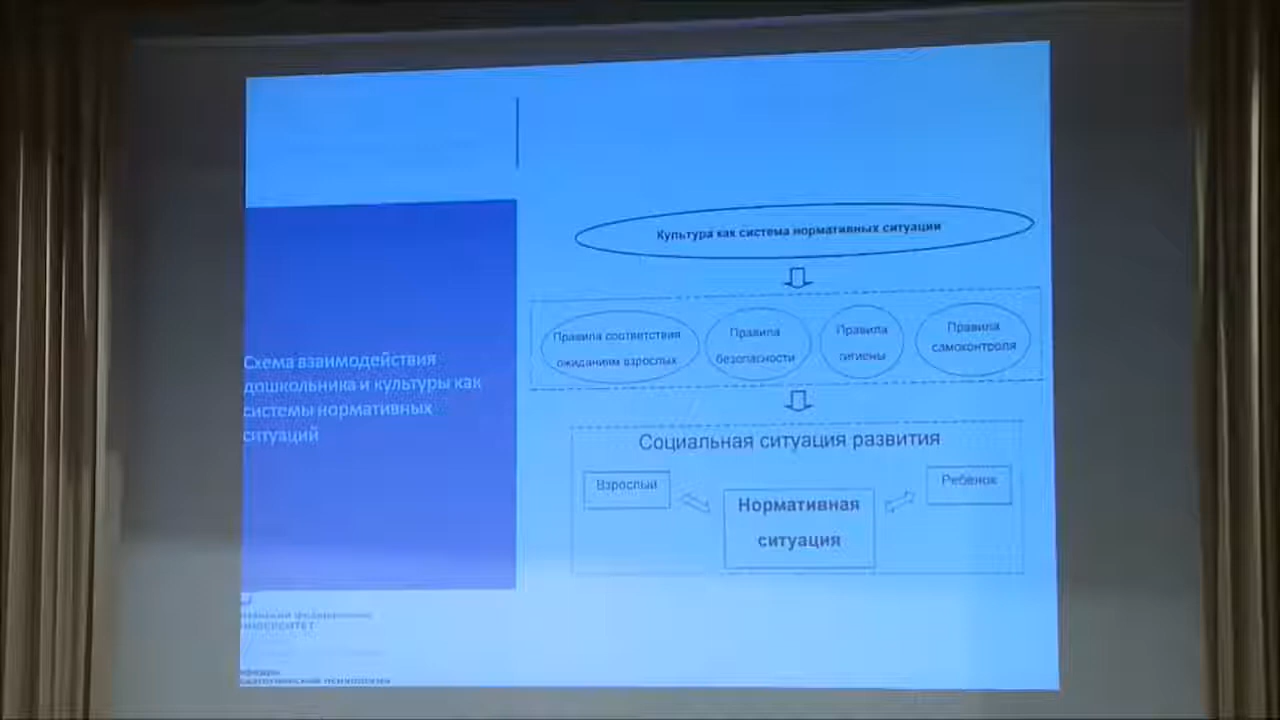 Схема взаимодействия
дошкольника и культуры как
системы нормативных
ситуаций
Культура как система нормативных ситуации
Правила соответствия
ожиданиям взрослых
Правила
безопасности
Правила
гигиены
Правила
самоконтроля
Социальная ситуация развития
Взрослый
Нормативная
ситуация
Ребенок